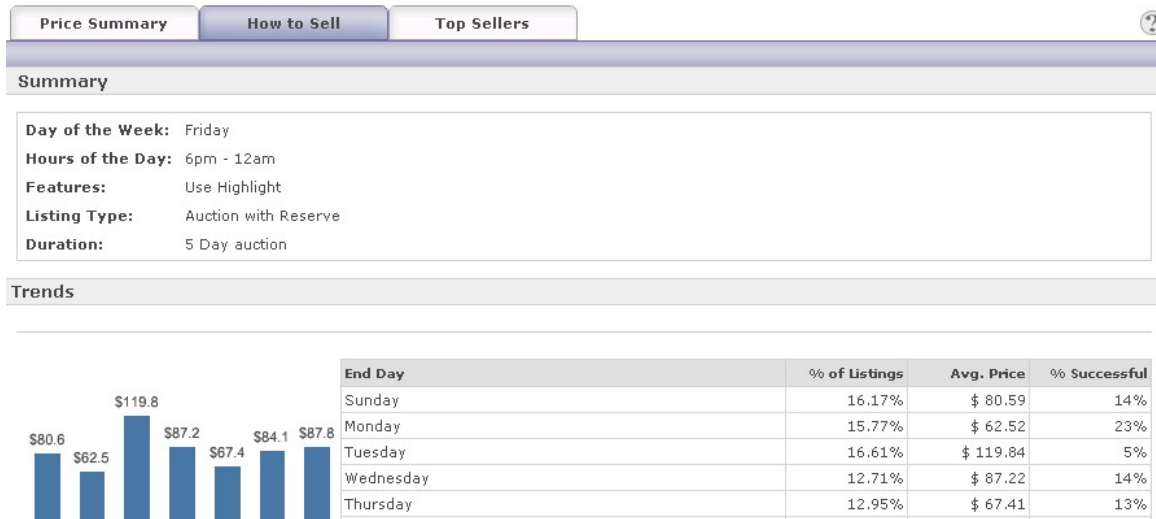 Price Summary How to Sell Top Sellers ?
Summary
Day of the Week: Friday
Hours of the Day: 6pm - 12am
Features: Use Highlight
Listing Type: Auction with Reserve
Duration: 5 Day auction
Trends
$80.6 $62.5 $119.8 $87.2 $67.4 $84.1 $87.8
End Day % of Listings Avg. Price % Successful
Sunday 16.17% $ 80.59 14%
Monday 15.77% $ 62.52 23%
Tuesday 16.61% $ 119.84 5%
Wednesday 12.71% $ 87.22 14%
Thursday 12.95% $ 67.41 13%